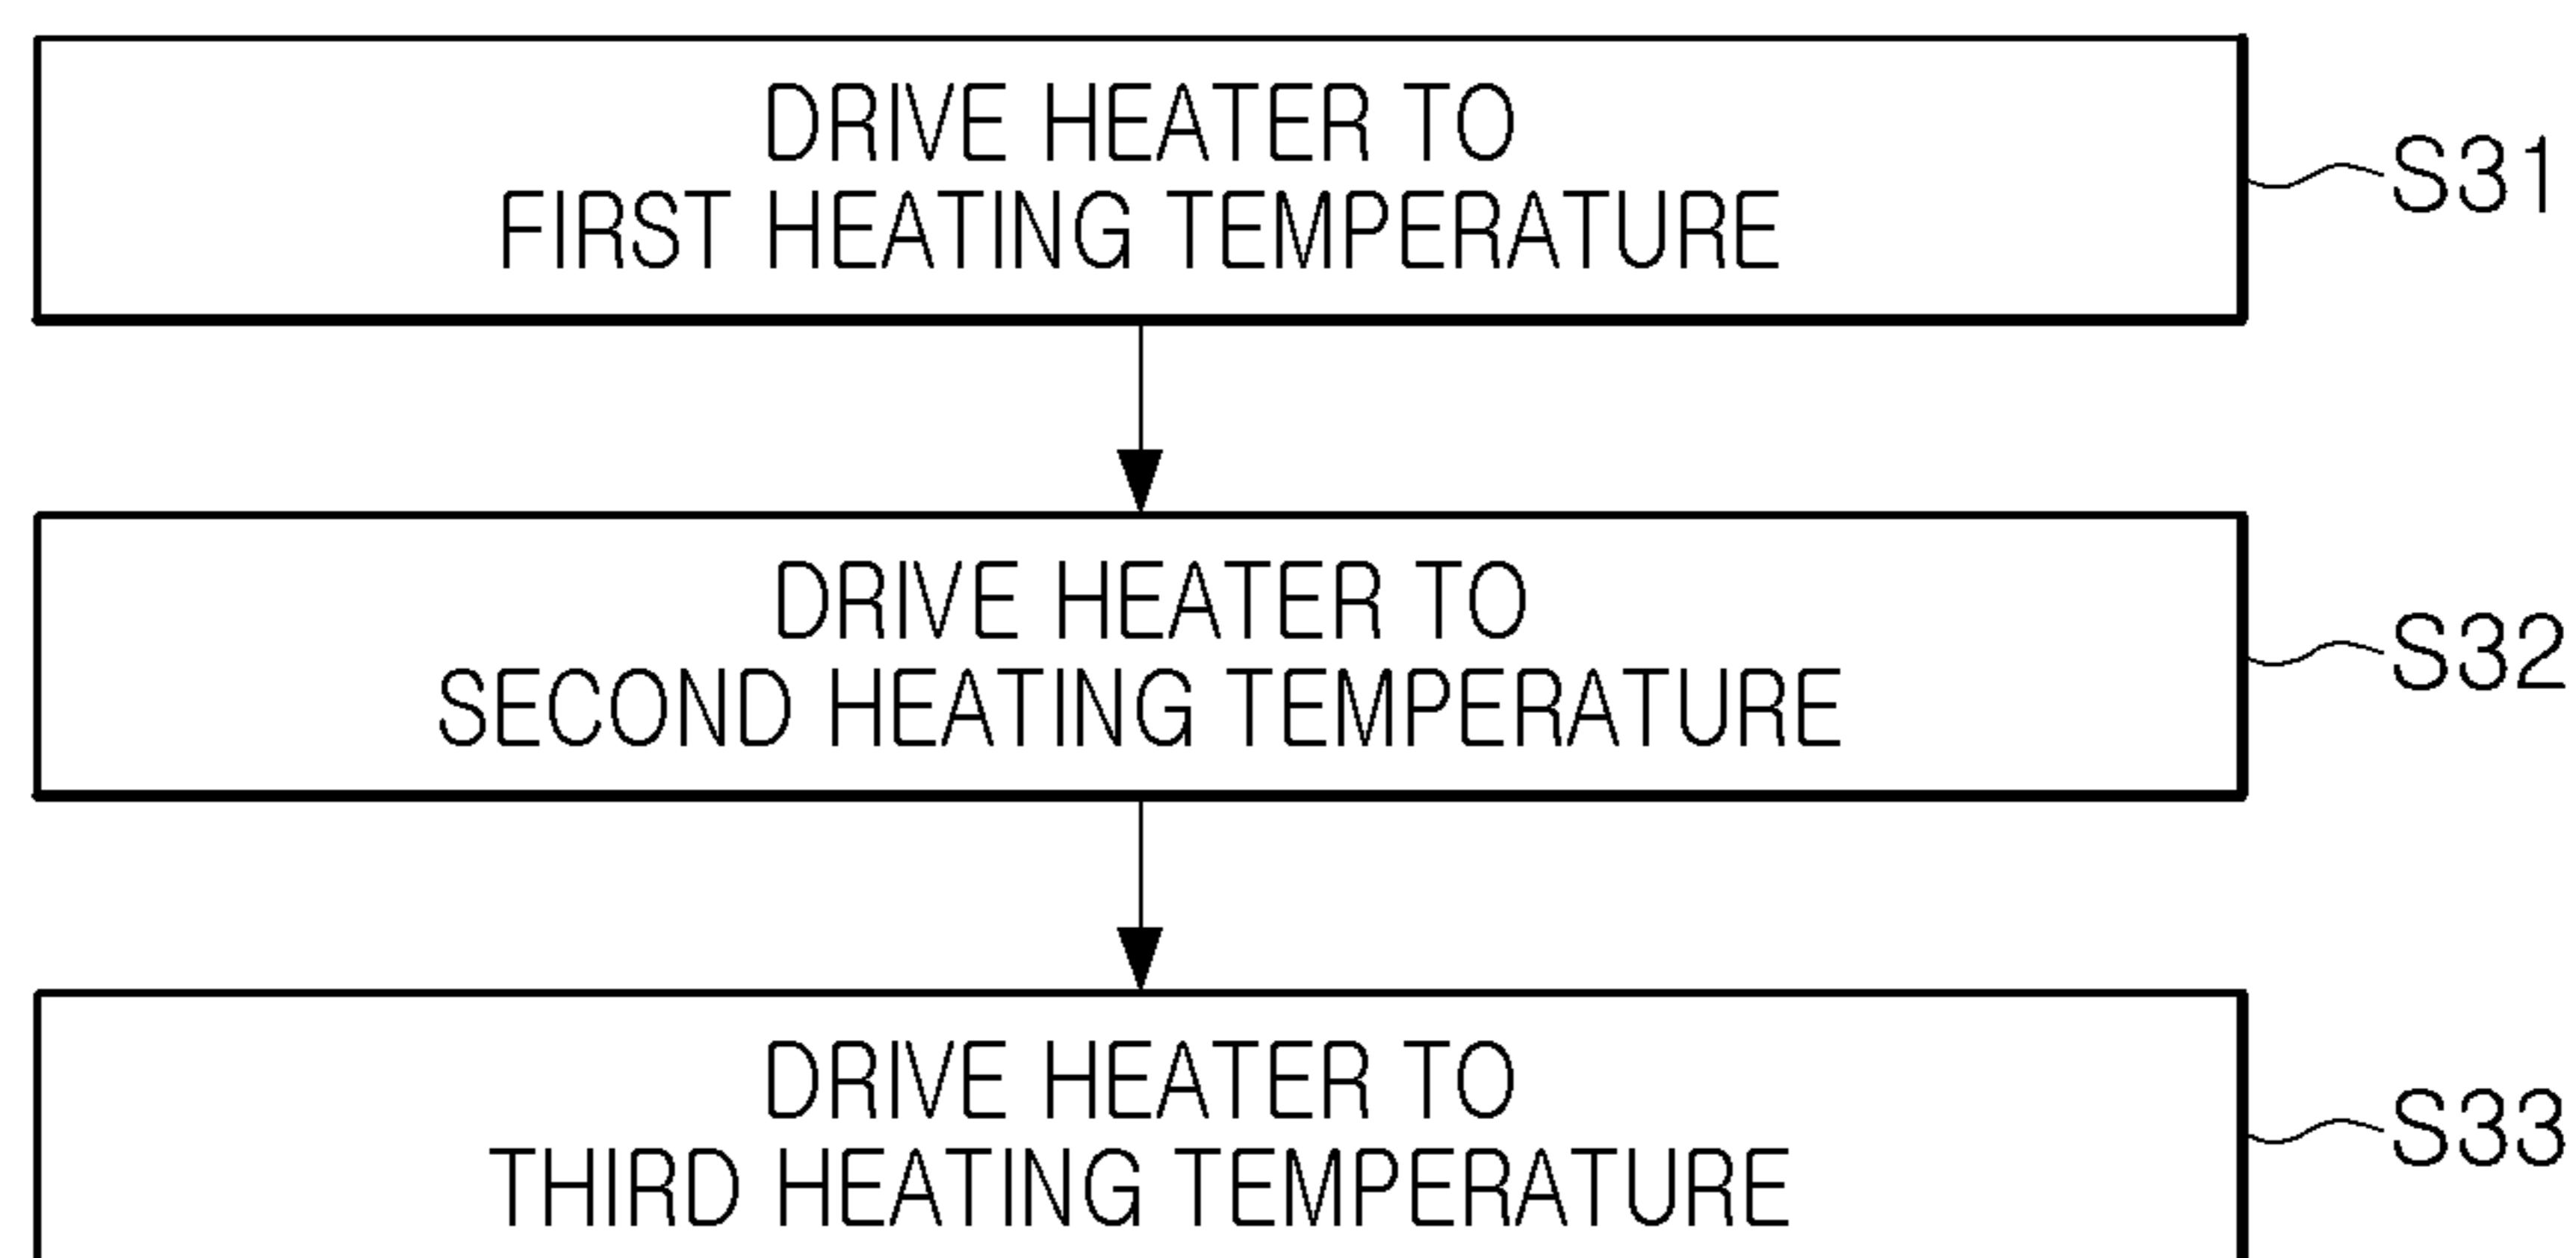 DRIVE HEATER TO
FIRST HEATING TEMPERATURE
S31
DRIVE HEATER TO
SECOND HEATING TEMPERATURE
S32
DRIVE HEATER TO
THIRD HEATING TEMPERATURE
S33